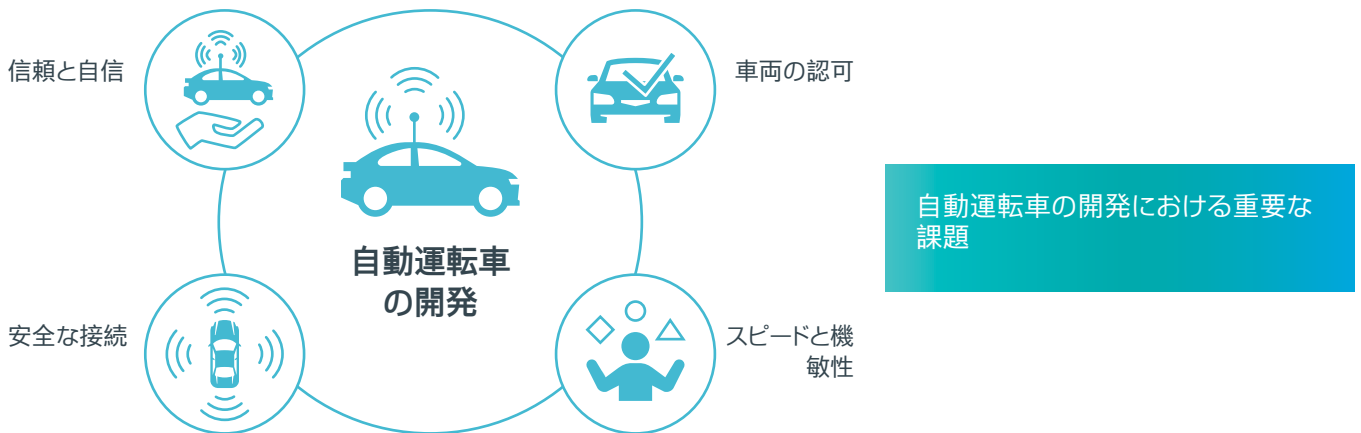 信頼と自信
車両の認可
自動運転車の開発における重要な
課題
自動運転車
の開発
安全な接続
スピードと機
敏性